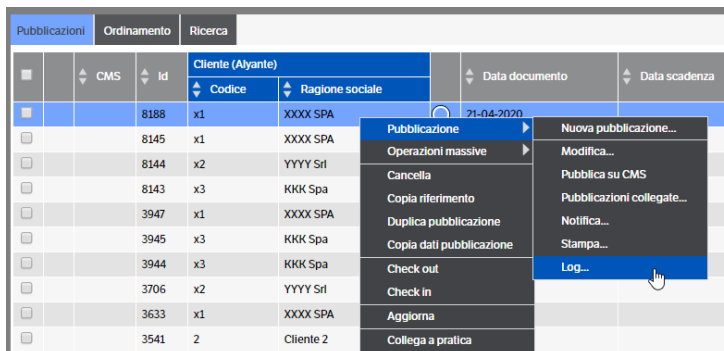 Pubblicazioni Ordinamento Ricerca
Cliente (Alyante)
CMS Id Codice Ragione sociale Data documento Data scadenza
8188 x1 XXXX SPA 21-04-2020
8145 x1 XXXX SPA
8144 x2 YYYY Srl
8143 x3 KKK Spa
3947 x1 XXXX SPA
3945 x3 KKK Spa
3944 x3 KKK Spa
3706 x2 YYYY Srl
3633 x1 XXXX SPA
3541 2 Cliente 2
Pubblicazione
Operazioni massive
Cancella
Copia riferimento
Duplica pubblicazione
Copia dati pubblicazione
Check out
Check in
Aggiorna
Collega a pratica
Nuova pubblicazione...
Modifica...
Pubblica su CMS
Pubblicazioni collegate...
Notifica...
Stampa...
Log...